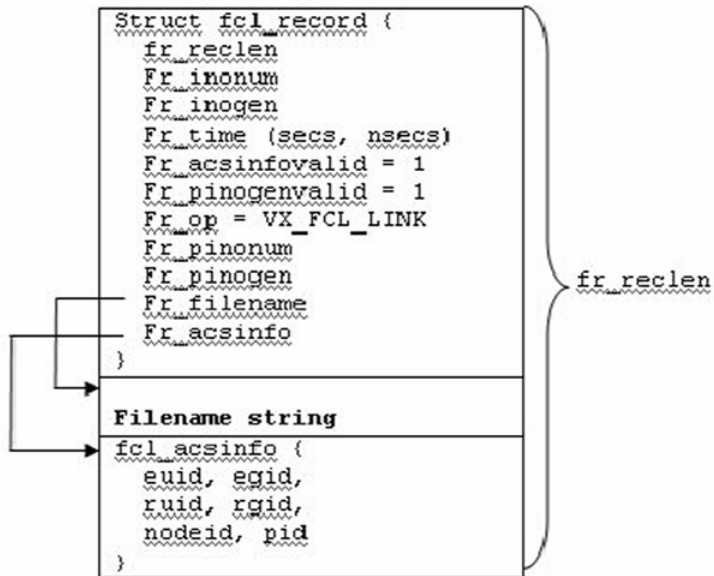 Struct fcl_record {
fr_reclen
Fr_inonum
Fr_inogen
Fr_time (secs, nsecs)
Fr_acsinfovalid = 1
Fr_pinogenvalid = 1
Fr_op = VX_FCL_LINK
Fr_pinonum
Fr_pinogen
Fr_filename
Fr_acsinfo
}
fr_reclen
Filename string
fcl_acsinfo {
euid, egid,
ruid, rgid,
nodeid, pid
}